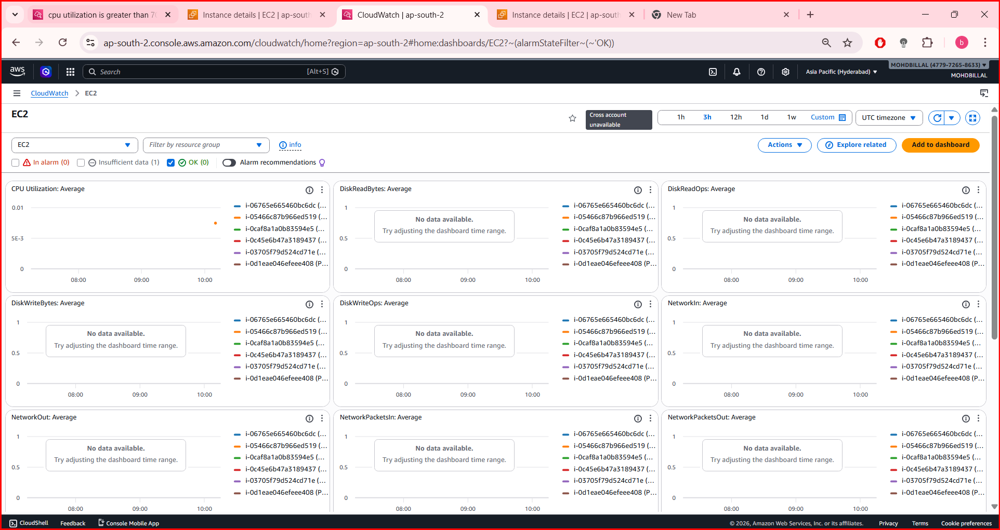 cpu utilization is greater than 70
Instance details | EC2 | ap-south
CloudWatch | ap-south-2
Instance details | EC2 | ap-south
New Tab
ap-south-2.console.aws.amazon.com/cloudwatch/home?region=ap-south-2#home:dashboards/EC2?~(alarmStateFilter~(~'OK))
b
aws
Search
[Alt+S]
Asia Pacific (Hyderabad)
MOHDBILLAL (4779-7265-8633)
MOHDBILLAL
CloudWatch
EC2
EC2
Cross account
unavailable
1h
3h
12h
1d
1w
Custom
UTC timezone
EC2
Filter by resource group
info
Actions
Explore related
Add to dashboard
In alarm (0)
Insufficient data (1)
OK (0)
Alarm recommendations
CPU Utilization: Average
0.01
5E-3
0
08:00
09:00
10:00
i-06765e665460bc6dc (...
i-05466c87b966ed519 (...
i-0caf8a1a0b83594e5 (...
i-0c45e6b47a3189437 (...
i-03705f79d524cd71e (...
i-0d1eae046efeee408 (P...
DiskReadBytes: Average
1
0.5
0
No data available.
Try adjusting the dashboard time range.
08:00
09:00
10:00
i-06765e665460bc6dc (...
i-05466c87b966ed519 (...
i-0caf8a1a0b83594e5 (...
i-0c45e6b47a3189437 (...
i-03705f79d524cd71e (...
i-0d1eae046efeee408 (P...
DiskReadOps: Average
1
0.5
0
No data available.
Try adjusting the dashboard time range.
08:00
09:00
10:00
i-06765e665460bc6dc (...
i-05466c87b966ed519 (...
i-0caf8a1a0b83594e5 (...
i-0c45e6b47a3189437 (...
i-03705f79d524cd71e (...
i-0d1eae046efeee408 (P...
DiskWriteBytes: Average
1
0.5
0
No data available.
Try adjusting the dashboard time range.
08:00
09:00
10:00
i-06765e665460bc6dc (...
i-05466c87b966ed519 (...
i-0caf8a1a0b83594e5 (...
i-0c45e6b47a3189437 (...
i-03705f79d524cd71e (...
i-0d1eae046efeee408 (P...
DiskWriteOps: Average
1
0.5
0
No data available.
Try adjusting the dashboard time range.
08:00
09:00
10:00
i-06765e665460bc6dc (...
i-05466c87b966ed519 (...
i-0caf8a1a0b83594e5 (...
i-0c45e6b47a3189437 (...
i-03705f79d524cd71e (...
i-0d1eae046efeee408 (P...
NetworkIn: Average
1
0.5
0
No data available.
Try adjusting the dashboard time range.
08:00
09:00
10:00
i-06765e665460bc6dc (...
i-05466c87b966ed519 (...
i-0caf8a1a0b83594e5 (...
i-0c45e6b47a3189437 (...
i-03705f79d524cd71e (...
i-0d1eae046efeee408 (P...
NetworkOut: Average
1
0.5
0
No data available.
Try adjusting the dashboard time range.
08:00
09:00
10:00
i-06765e665460bc6dc (...
i-05466c87b966ed519 (...
i-0caf8a1a0b83594e5 (...
i-0c45e6b47a3189437 (...
i-03705f79d524cd71e (...
i-0d1eae046efeee408 (P...
NetworkPacketsIn: Average
1
0.5
0
No data available.
Try adjusting the dashboard time range.
08:00
09:00
10:00
i-06765e665460bc6dc (...
i-05466c87b966ed519 (...
i-0caf8a1a0b83594e5 (...
i-0c45e6b47a3189437 (...
i-03705f79d524cd71e (...
i-0d1eae046efeee408 (P...
NetworkPacketsOut: Average
1
0.5
0
No data available.
Try adjusting the dashboard time range.
08:00
09:00
10:00
i-06765e665460bc6dc (...
i-05466c87b966ed519 (...
i-0caf8a1a0b83594e5 (...
i-0c45e6b47a3189437 (...
i-03705f79d524cd71e (...
i-0d1eae046efeee408 (P...
CloudShell
Feedback
Console Mobile App
© 2026, Amazon Web Services, Inc. or its affiliates.
Privacy
Terms
Cookie preferences